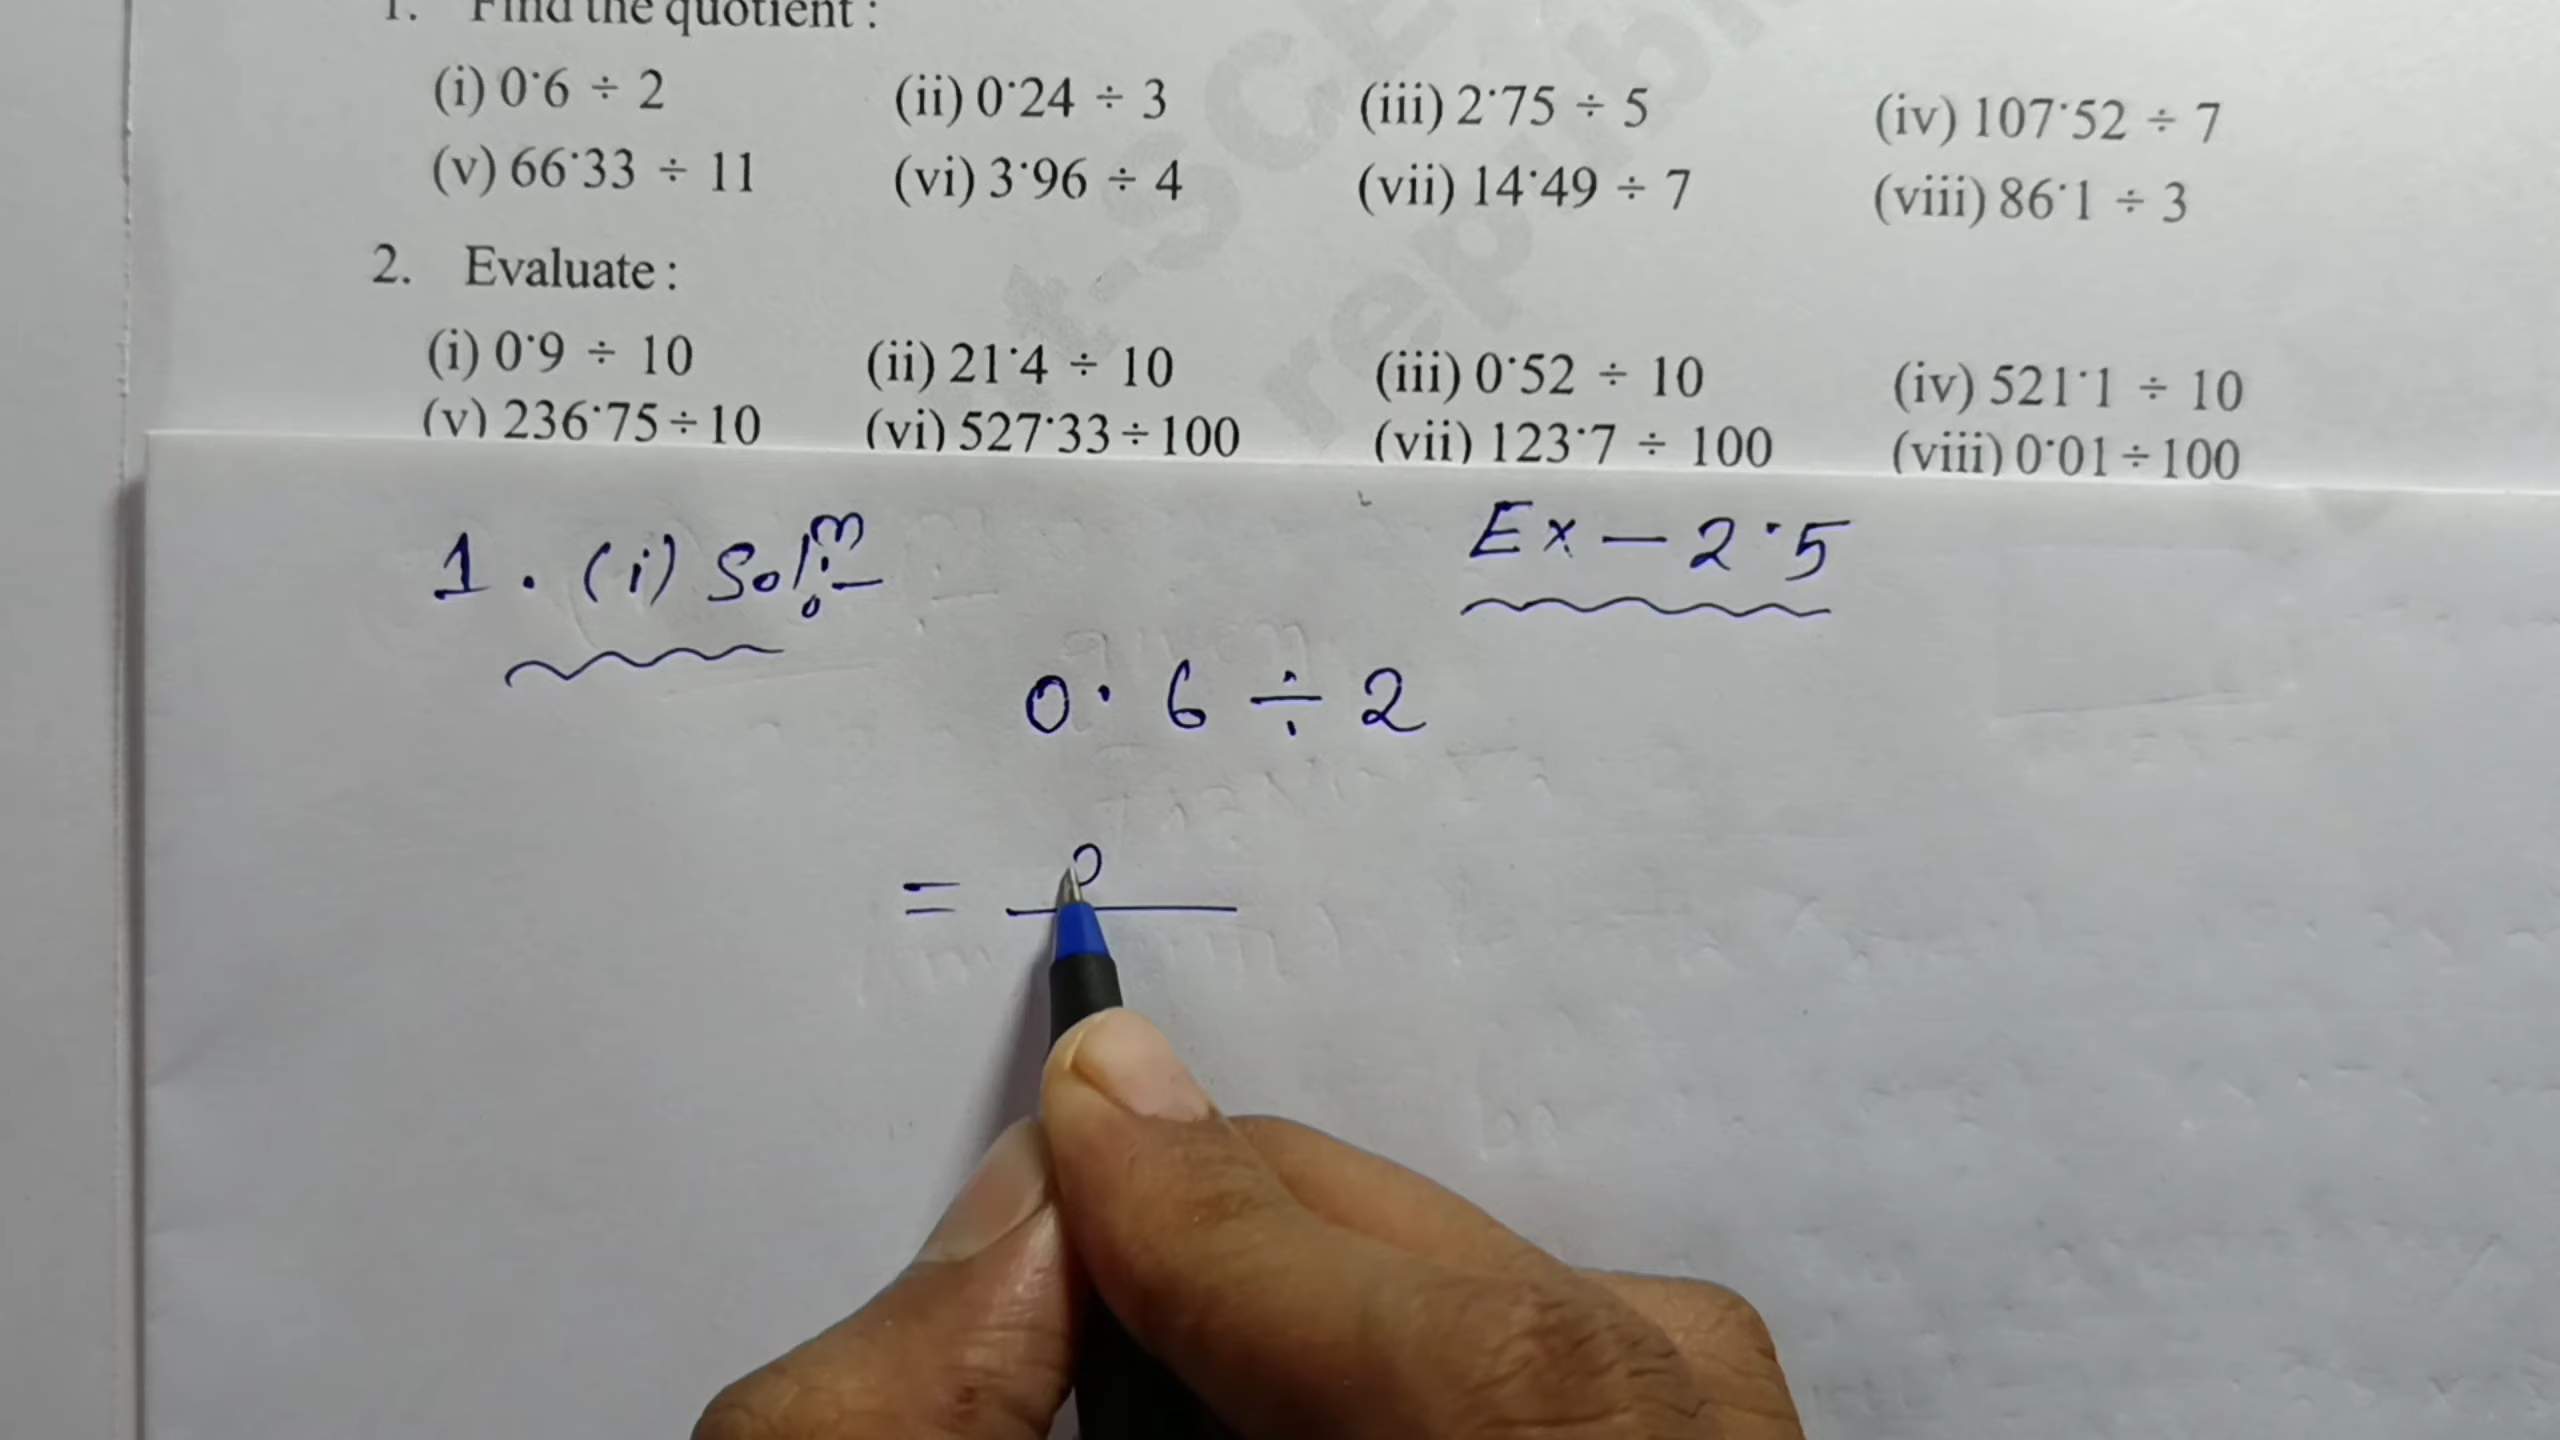 1. Find the quotient :
(i) 0·6 ÷ 2 (ii) 0·24 ÷ 3 (iii) 2·75 ÷ 5 (iv) 107·52 ÷ 7
(v) 66·33 ÷ 11 (vi) 3·96 ÷ 4 (vii) 14·49 ÷ 7 (viii) 86·1 ÷ 3
2. Evaluate :
(i) 0·9 ÷ 10 (ii) 21·4 ÷ 10 (iii) 0·52 ÷ 10 (iv) 521·1 ÷ 10
(v) 236·75 ÷ 10 (vi) 527·33 ÷ 100 (vii) 123·7 ÷ 100 (viii) 0·01 ÷ 100
1. (i) Solⁿ:- Ex – 2·5
0·6 ÷ 2
= 0